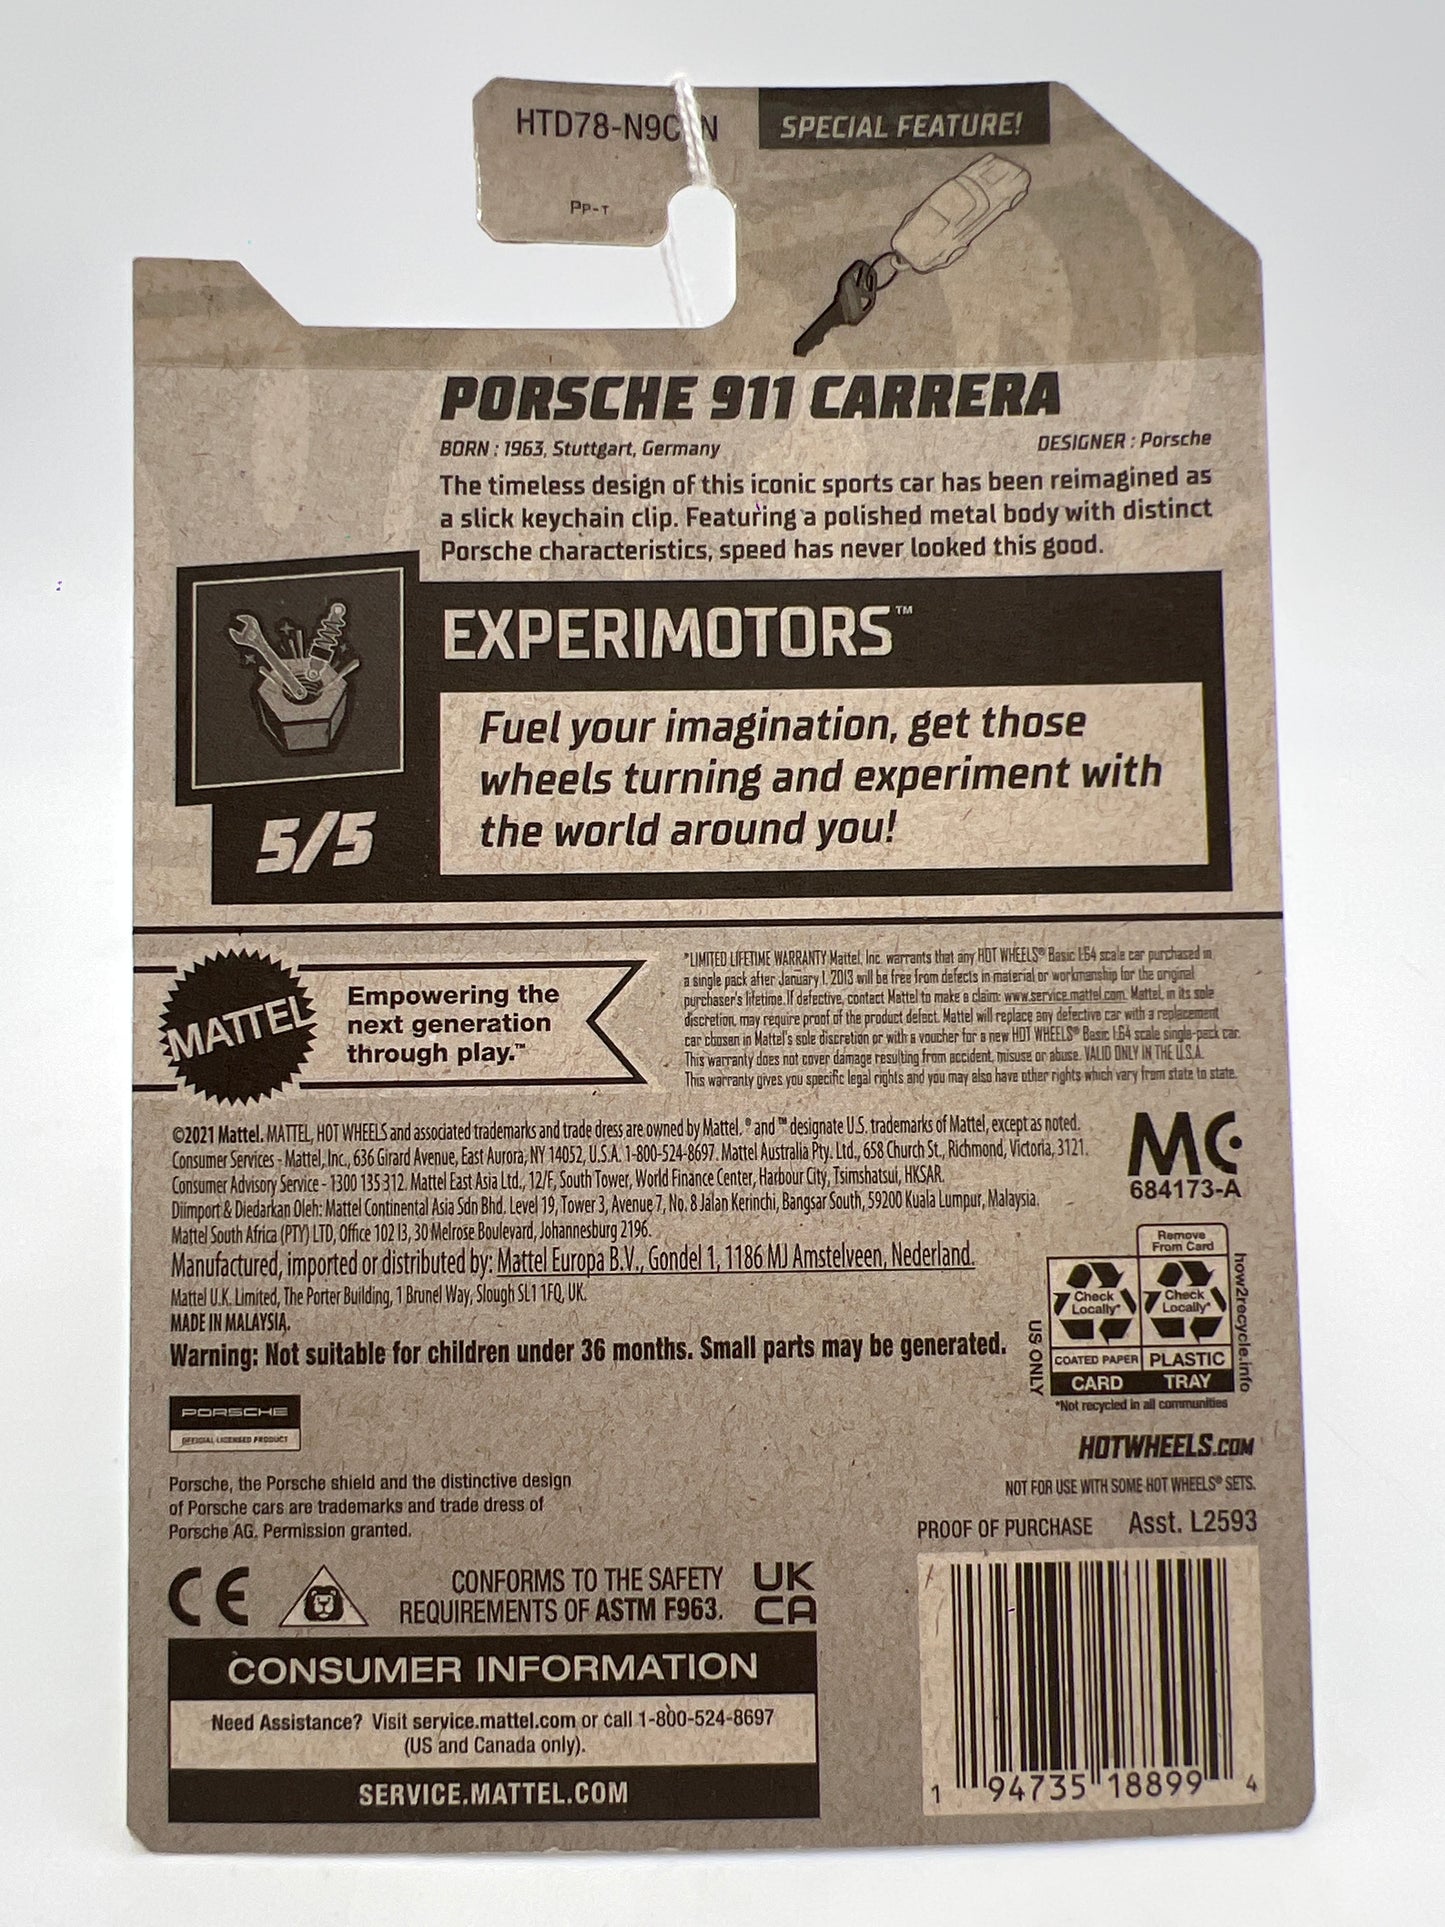 HTD78-N9C N
SPECIAL FEATURE!
PP-T
PORSCHE 911 CARRERA
BORN : 1963, Stuttgart, Germany
DESIGNER : Porsche
The timeless design of this iconic sports car has been reimagined as
a slick keychain clip. Featuring a polished metal body with distinct
Porsche characteristics, speed has never looked this good.
EXPERIMOTORS™
Fuel your imagination, get those
wheels turning and experiment with
the world around you!
5/5
MATTEL
Empowering the
next generation
through play.™
*LIMITED LIFETIME WARRANTY Mattel, Inc. warrants that any HOT WHEELS® Basic 1:64 scale car purchased in
a single pack after January 1, 2013 will be free from defects in material or workmanship for the original
purchaser's lifetime. If defective, contact Mattel to make a claim: www.service.mattel.com. Mattel, in its sole
discretion, may require proof of the product defect. Mattel will replace any defective car with a replacement
car chosen in Mattel's sole discretion or with a voucher for a new HOT WHEELS® Basic 1:64 scale single-pack car.
This warranty does not cover damage resulting from accident, misuse or abuse. VALID ONLY IN THE U.S.A.
This warranty gives you specific legal rights and you may also have other rights which vary from state to state.
©2021 Mattel. MATTEL, HOT WHEELS and associated trademarks and trade dress are owned by Mattel. ® and ™ designate U.S. trademarks of Mattel, except as noted.
Consumer Services - Mattel, Inc., 636 Girard Avenue, East Aurora, NY 14052, U.S.A. 1-800-524-8697. Mattel Australia Pty. Ltd., 658 Church St., Richmond, Victoria, 3121.
Consumer Advisory Service - 1300 135 312. Mattel East Asia Ltd., 12/F, South Tower, World Finance Center, Harbour City, Tsimshatsui, HKSAR.
Diimport & Diedarkan Oleh: Mattel Continental Asia Sdn Bhd. Level 19, Tower 3, Avenue 7, No. 8 Jalan Kerinchi, Bangsar South, 59200 Kuala Lumpur, Malaysia.
Mattel South Africa (PTY) LTD, Office 102 I3, 30 Melrose Boulevard, Johannesburg 2196.
Manufactured, imported or distributed by: Mattel Europa B.V., Gondel 1, 1186 MJ Amstelveen, Nederland.
Mattel U.K. Limited, The Porter Building, 1 Brunel Way, Slough SL1 1FQ, UK.
MADE IN MALAYSIA.
Warning: Not suitable for children under 36 months. Small parts may be generated.
MC
684173-A
Remove
From Card
Check
Locally*
Check
Locally*
COATED PAPER
PLASTIC
CARD
TRAY
US ONLY
how2recycle.info
*Not recycled in all communities
PORSCHE
OFFICIAL LICENSED PRODUCT
HOTWHEELS.COM
NOT FOR USE WITH SOME HOT WHEELS® SETS.
Porsche, the Porsche shield and the distinctive design
of Porsche cars are trademarks and trade dress of
Porsche AG. Permission granted.
PROOF OF PURCHASE
Asst. L2593
CE
CONFORMS TO THE SAFETY
REQUIREMENTS OF ASTM F963.
UK
CA
CONSUMER INFORMATION
Need Assistance? Visit service.mattel.com or call 1-800-524-8697
(US and Canada only).
SERVICE.MATTEL.COM
1 94735 18899 4